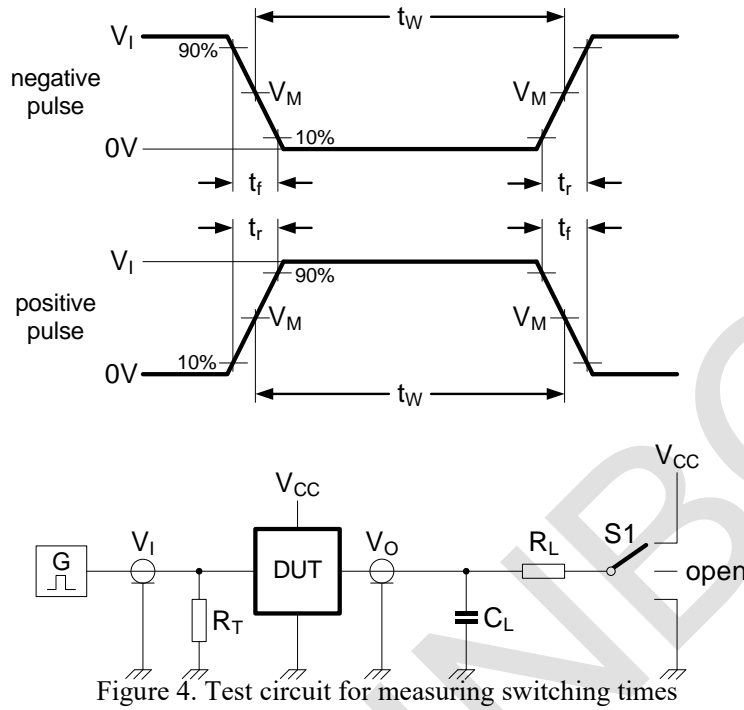 V_I
90%
t_W
negative
pulse
V_M
V_M
10%
0V
t_f
t_r
t_r
t_f
V_I
90%
positive
pulse
V_M
V_M
10%
0V
t_W
V_CC
V_CC
G
V_I
DUT
V_O
R_L
S1
open
R_T
C_L
Figure 4. Test circuit for measuring switching times